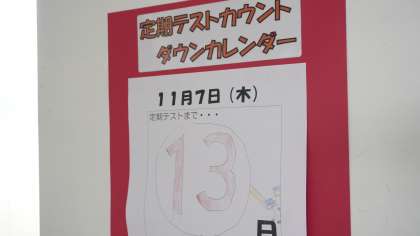 定期テストカウント
ダウンカレンダー
11月7日（木）
定期テストまで・・・
13
日